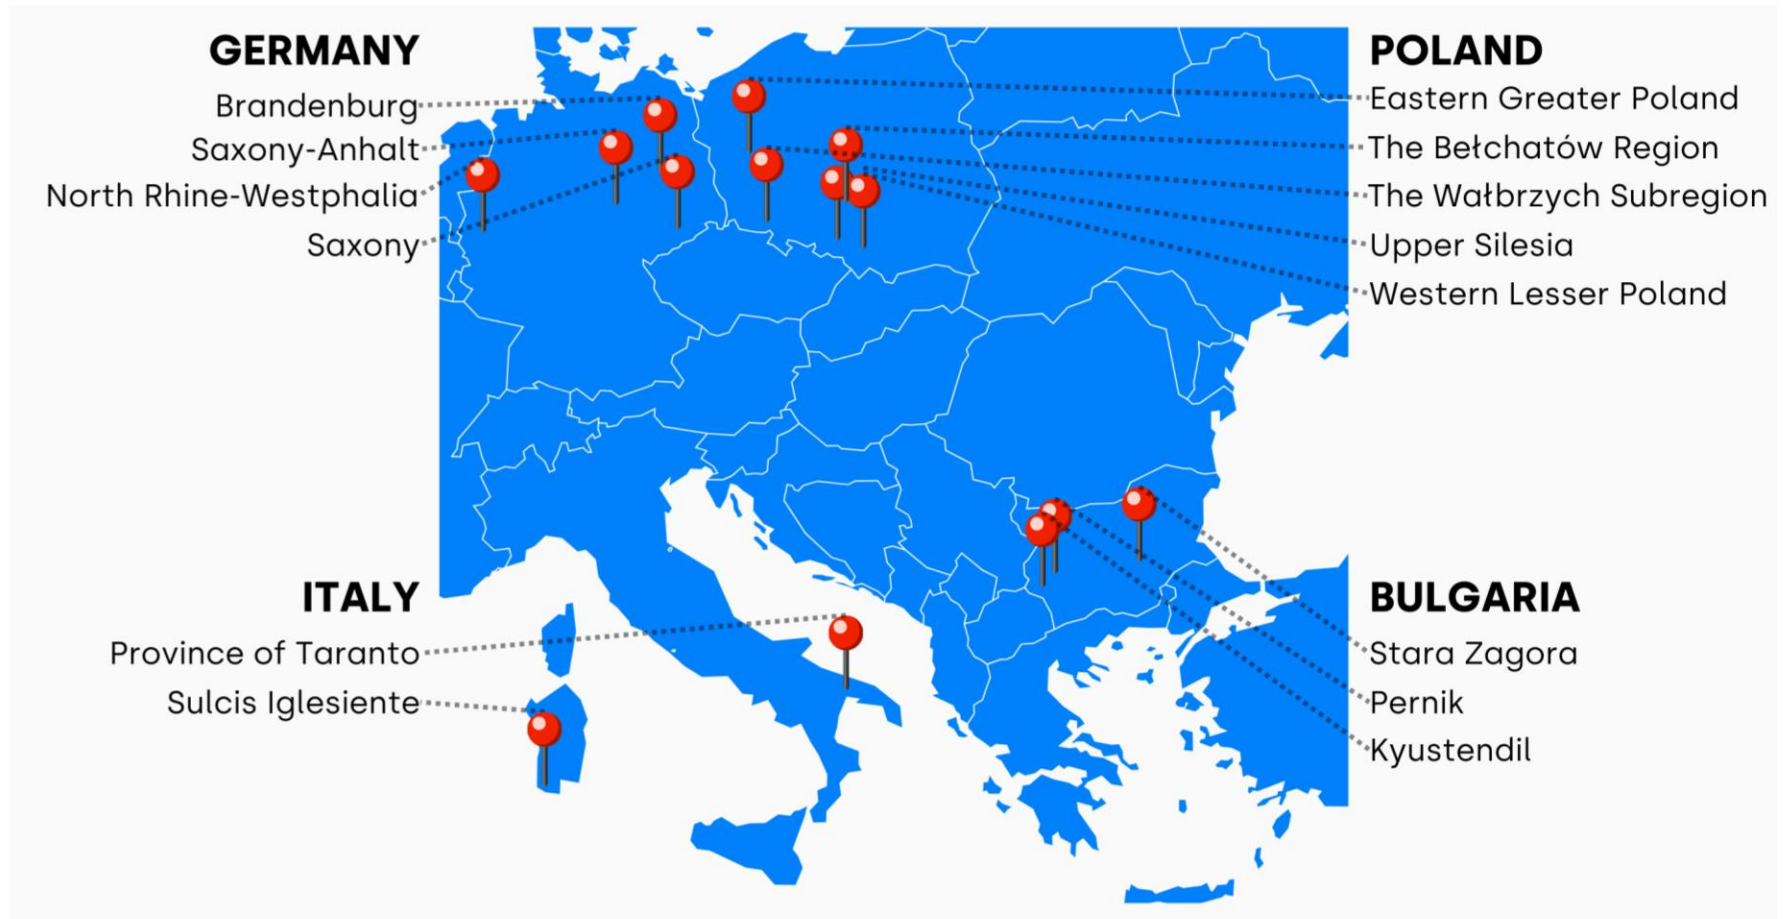 GERMANY
Brandenburg
Saxony-Anhalt
North Rhine-Westphalia
Saxony
POLAND
Eastern Greater Poland
The Bełchatów Region
The Wałbrzych Subregion
Upper Silesia
Western Lesser Poland
ITALY
Province of Taranto
Sulcis Iglesiente
BULGARIA
Stara Zagora
Pernik
Kyustendil